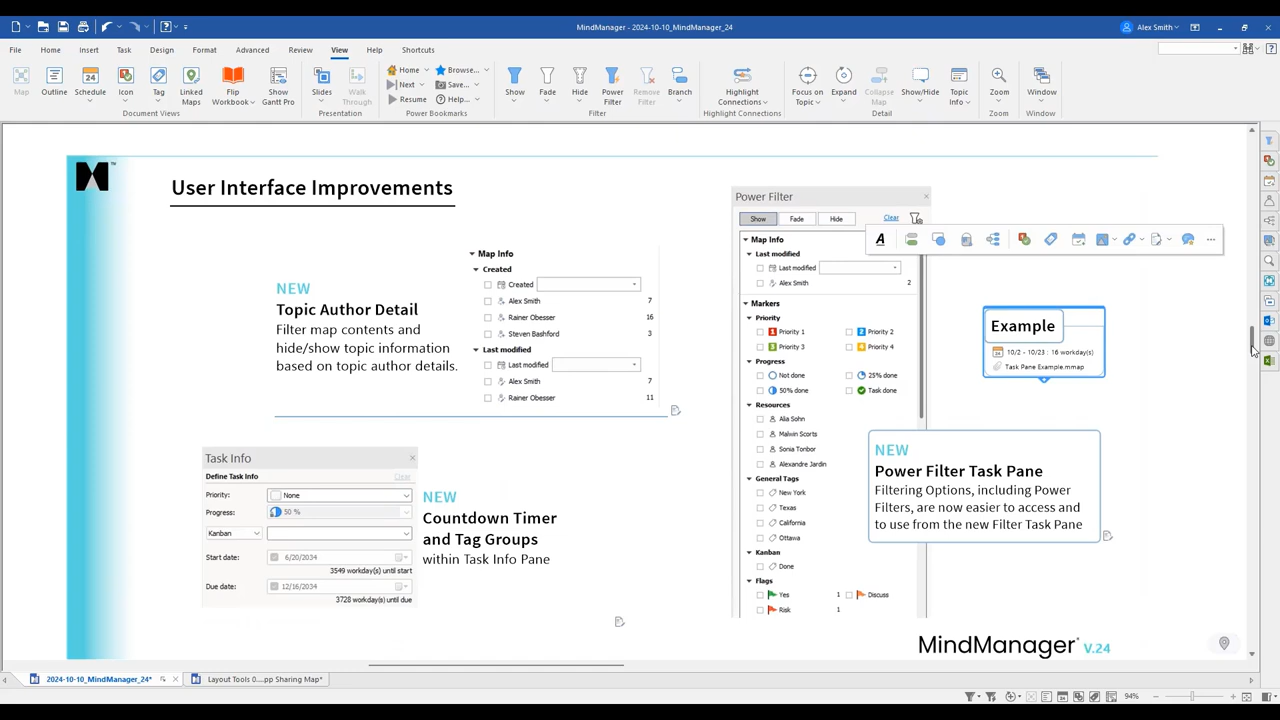 MindManager - 2024-10-10_MindManager_24
Alex Smith
File Home Insert Task Design Format Advanced Review View Help Shortcuts
Map Outline Schedule Icon Tag Linked Maps Flip Workbook Show Gantt Pro
Document Views
Slides Walk Through
Presentation
Home Browse...
Next Save...
Resume Help...
Power Bookmarks
Show Fade Hide Power Filter Remove Filter Branch
Filter
Highlight Connections
Highlight Connections
Focus on Topic Expand Collapse Map Show/Hide Topic Info
Detail
Zoom
Zoom
Window
Window
User Interface Improvements
NEW
Topic Author Detail
Filter map contents and
hide/show topic information
based on topic author details.
Map Info
Created
Created
Alex Smith 7
Rainer Obesser 16
Steven Bashford 3
Last modified
Last modified
Alex Smith 7
Rainer Obesser 11
Task Info
Define Task Info Clear
Priority: None
Progress: 50 %
Kanban
Start date: 6/20/2034
3549 workday(s) until start
Due date: 12/16/2034
3728 workday(s) until due
NEW
Countdown Timer
and Tag Groups
within Task Info Pane
Power Filter
Show Fade Hide Clear
Map Info
Last modified
Last modified
Alex Smith 2
Markers
Priority
Priority 1 Priority 2
Priority 3 Priority 4
Progress
Not done 25% done
50% done Task done
Resources
Alia Sohn
Malwin Scorts
Sonia Tonbor
Alexandre Jardin
General Tags
New York
Texas
California
Ottawa
Kanban
Done
Flags
Yes 1 Discuss
Risk 1
Example
10/2 - 10/23 : 16 workday(s)
Task Pane Example.mmap
NEW
Power Filter Task Pane
Filtering Options, including Power
Filters, are now easier to access and
to use from the new Filter Task Pane
MindManager® V.24
2024-10-10_MindManager_24* Layout Tools 0....pp Sharing Map*
94%